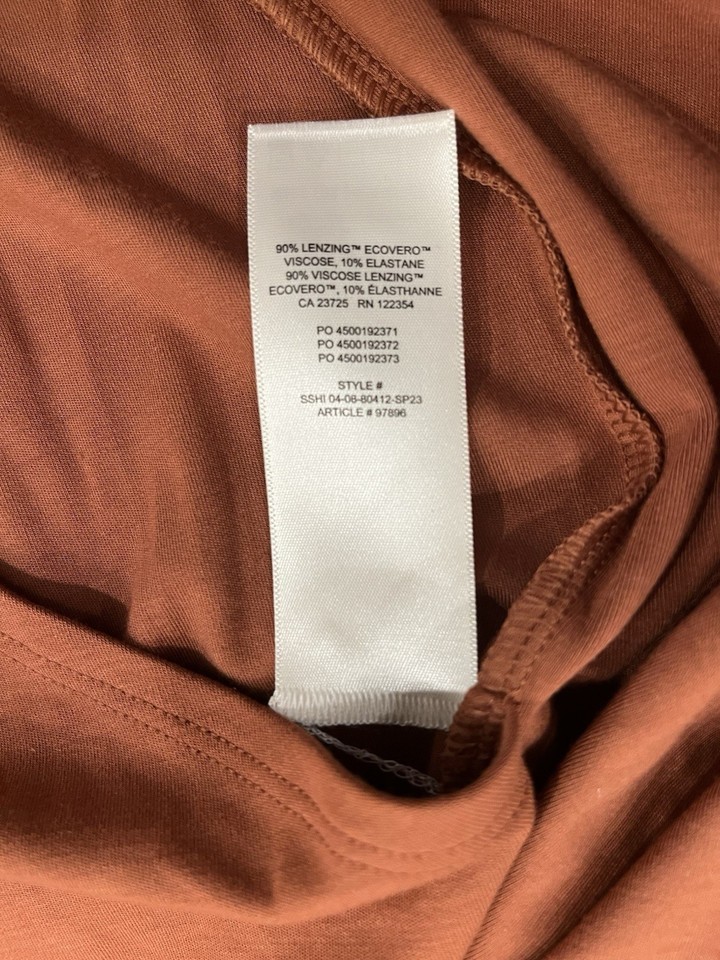 90% LENZING™ ECOVERO™
VISCOSE, 10% ELASTANE
90% VISCOSE LENZING™
ECOVERO™, 10% ÉLASTHANNE
CA 23725 RN 122354
PO 4500192371
PO 4500192372
PO 4500192373
STYLE #
SSHI 04-08-80412-SP23
ARTICLE # 97896